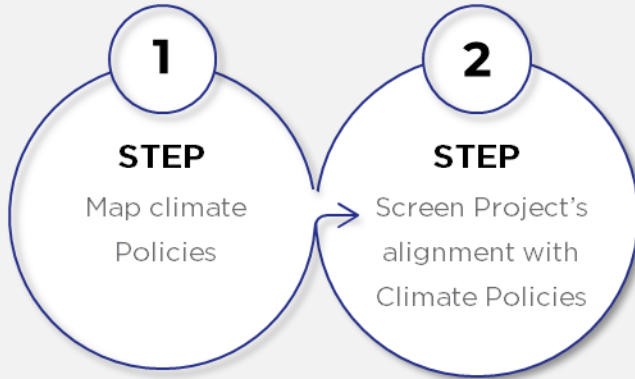 1
STEP
Map climate
Policies
2
STEP
Screen Project's
alignment with
Climate Policies